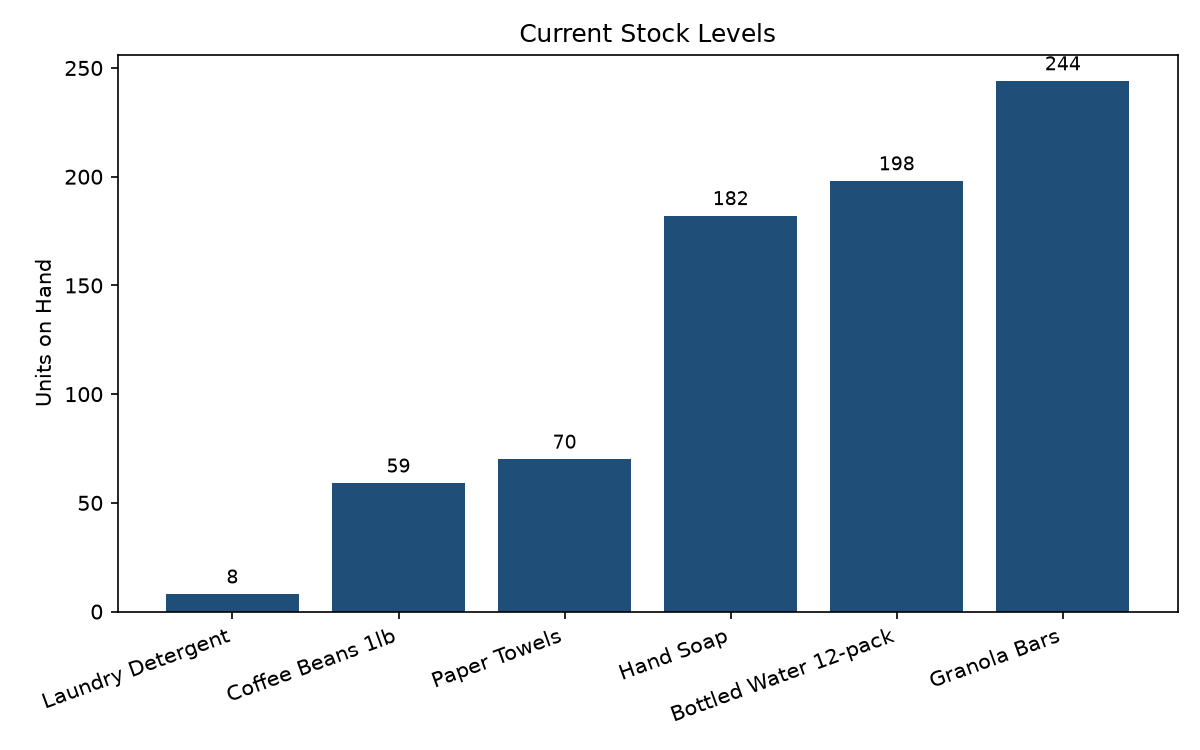 Current Stock Levels
Units on Hand
250
200
150
100
50
0
8
59
70
182
198
244
Laundry Detergent
Coffee Beans 1lb
Paper Towels
Hand Soap
Bottled Water 12-pack
Granola Bars